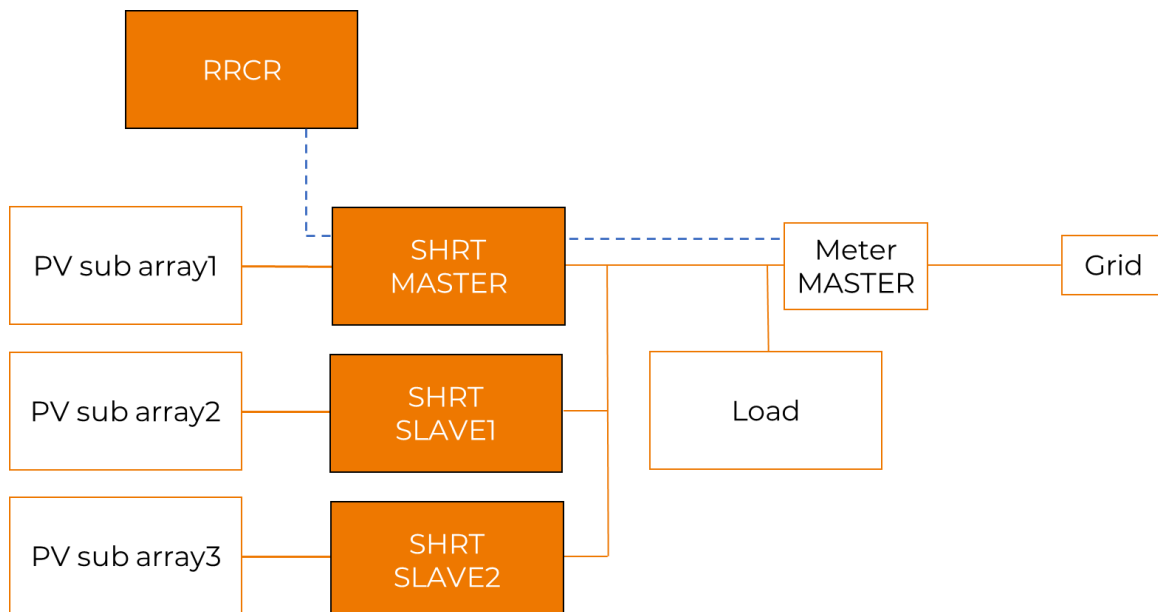 RRCR
PV sub array1
SHRT
MASTER
Meter
MASTER
Grid
PV sub array2
SHRT
SLAVE1
Load
PV sub array3
SHRT
SLAVE2